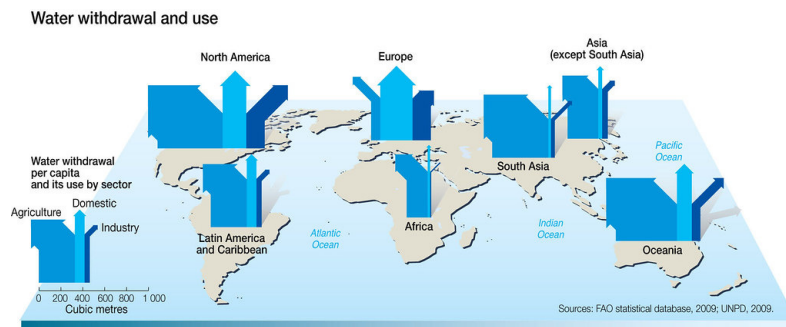 Water withdrawal and use
North America
Europe
Asia
(except South Asia)
Water withdrawal
per capita
and its use by sector
Agriculture
Domestic
Industry
0 200 400 600 800 1 000
Cubic metres
Latin America
and Caribbean
Atlantic
Ocean
Africa
South Asia
Indian
Ocean
Pacific
Ocean
Oceania
Sources: FAO statistical database, 2009; UNPD, 2009.